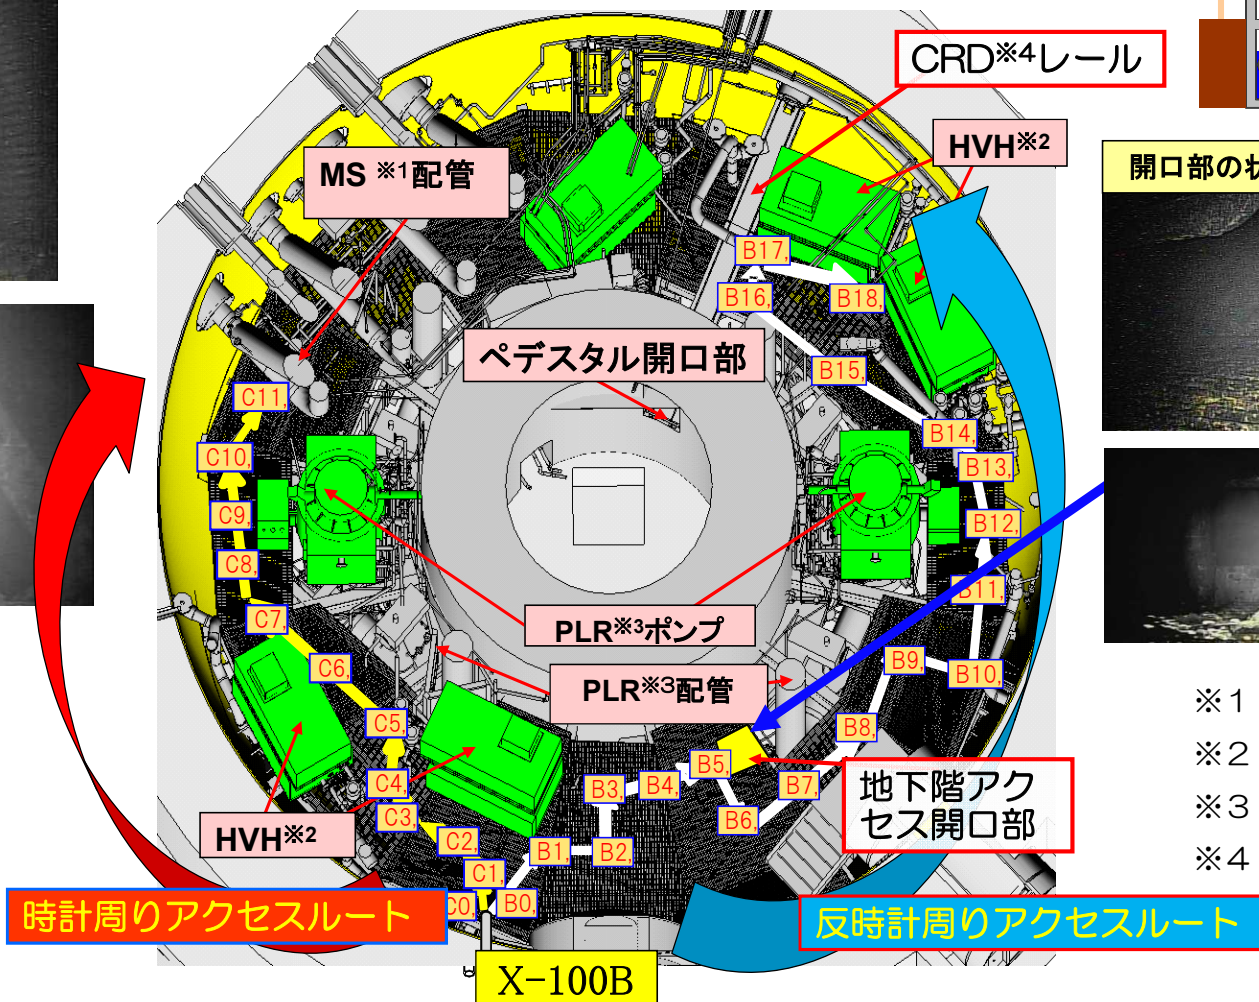 CRD※4レール
HVH※2
MS ※1配管
開口部の状
B17,
B16,
B18,
ペデスタル開口部
B15,
C11,
B14,
C10,
B13,
C9,
B12,
C8,
B11,
C7,
PLR※3ポンプ
C6,
B9,
B10,
PLR※3配管
※1
C5,
B8,
※2
B5,
C4,
B3,
B4,
B7,
地下階アク
セス開口部
※3
C3,
B6,
HVH※2
C2,
B1,
B2,
※4
C1,
C0,
B0,
時計周りアクセスルート
反時計周りアクセスルート
X-100B